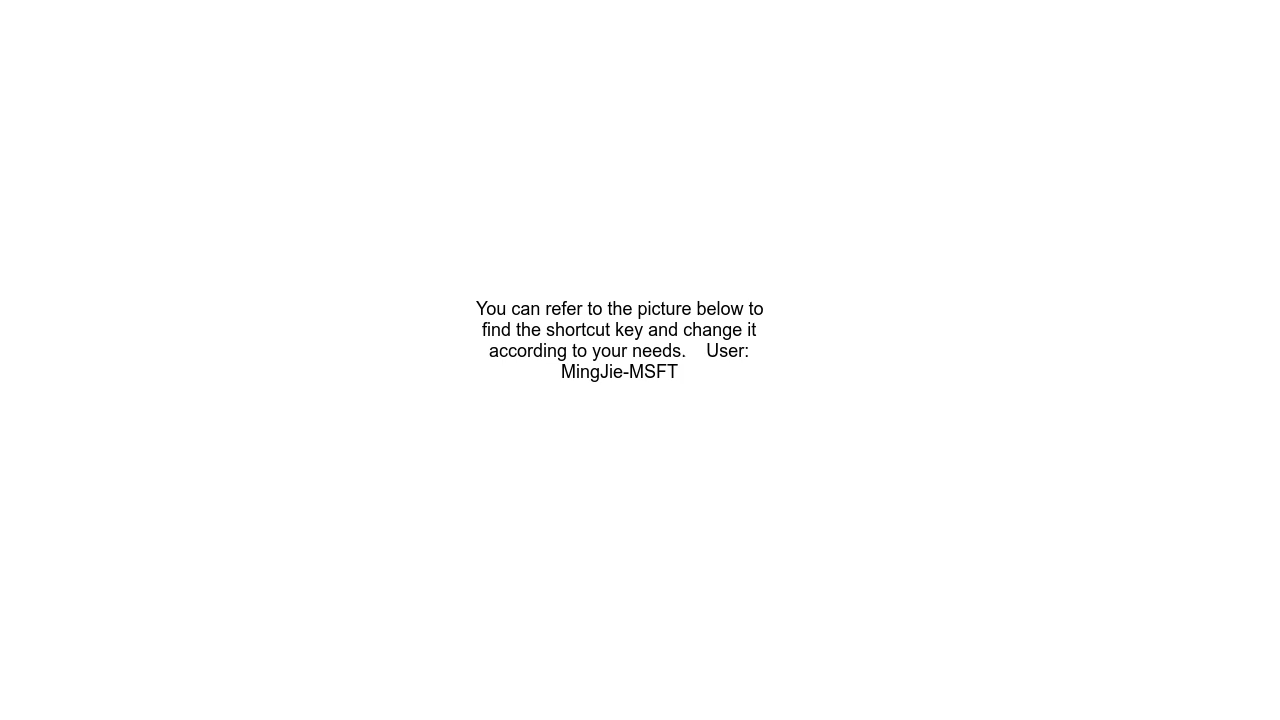 You can refer to the picture below to
find the shortcut key and change it
according to your needs.    User:
MingJie-MSFT